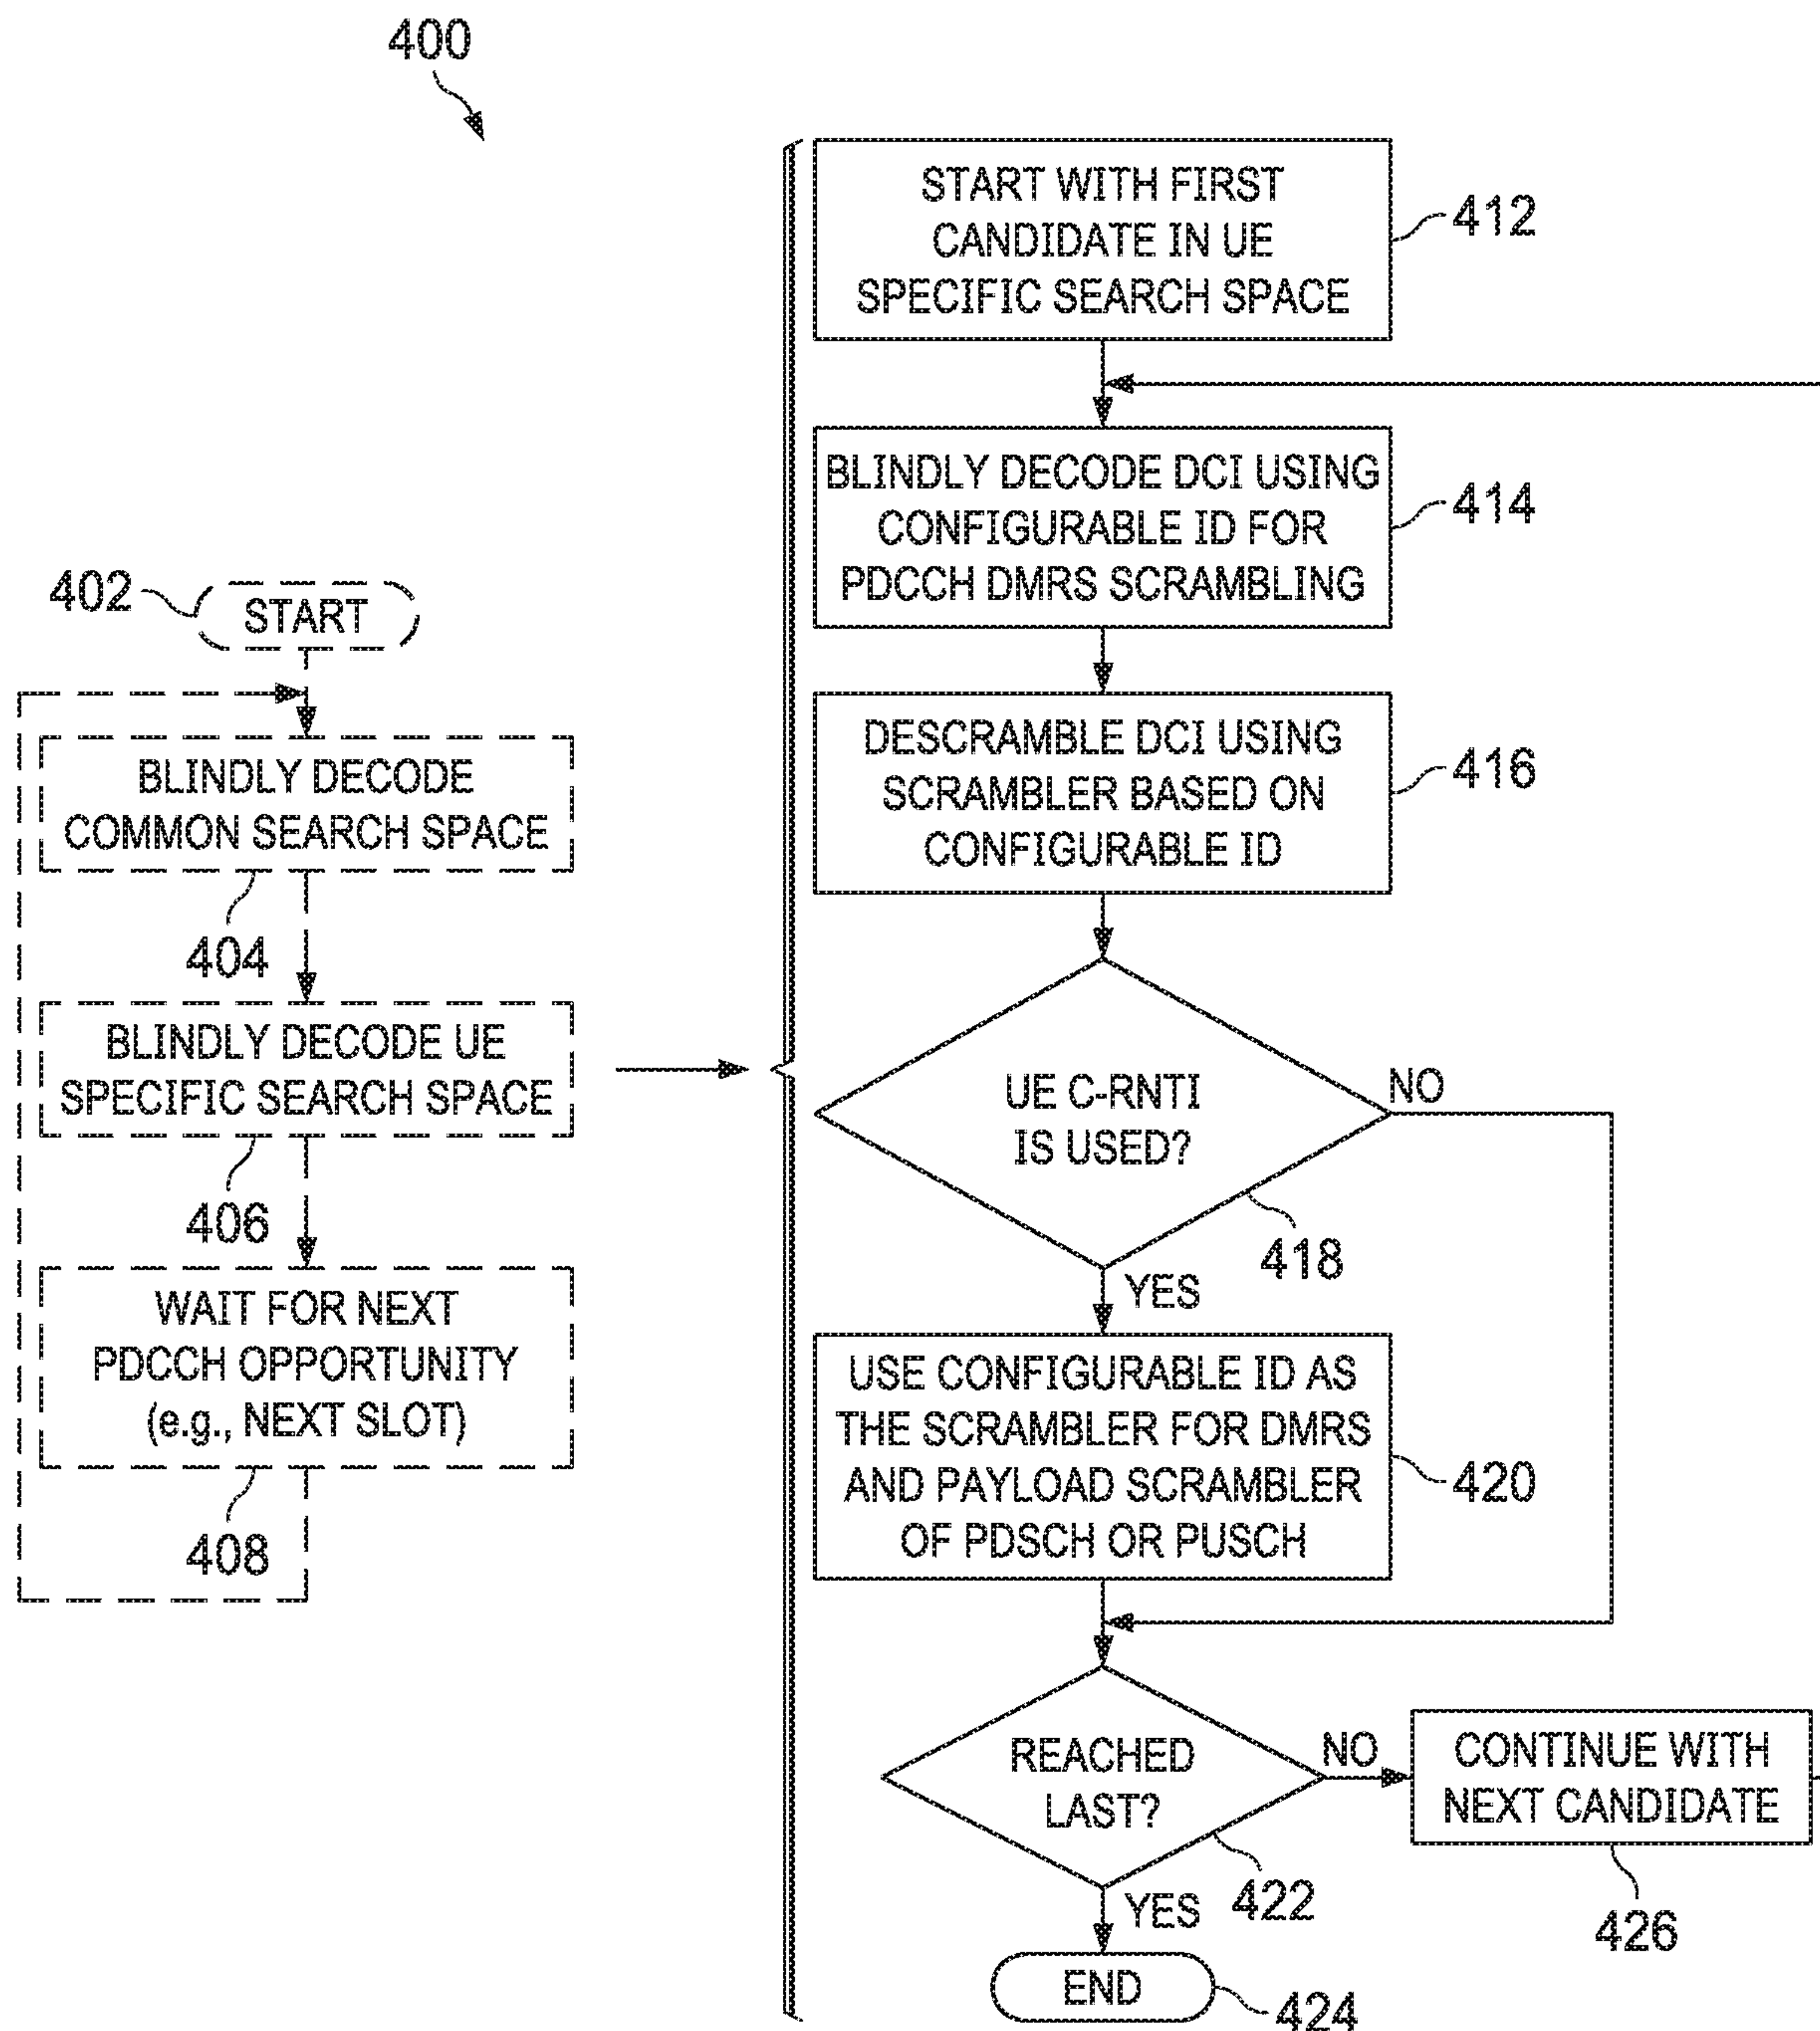 400
402
START
BLINDLY DECODE
COMMON SEARCH SPACE
404
BLINDLY DECODE UE
SPECIFIC SEARCH SPACE
406
WAIT FOR NEXT
PDCCH OPPORTUNITY
(e.g., NEXT SLOT)
408
START WITH FIRST
CANDIDATE IN UE
SPECIFIC SEARCH SPACE
412
BLINDLY DECODE DCI USING
CONFIGURABLE ID FOR
PDCCH DMRS SCRAMBLING
414
DESCRAMBLE DCI USING
SCRAMBLER BASED ON
CONFIGURABLE ID
416
UE C-RNTI
IS USED?
NO
418
YES
USE CONFIGURABLE ID AS
THE SCRAMBLER FOR DMRS
AND PAYLOAD SCRAMBLER
OF PDSCH OR PUSCH
420
REACHED
LAST?
NO
422
CONTINUE WITH
NEXT CANDIDATE
426
YES
END
424